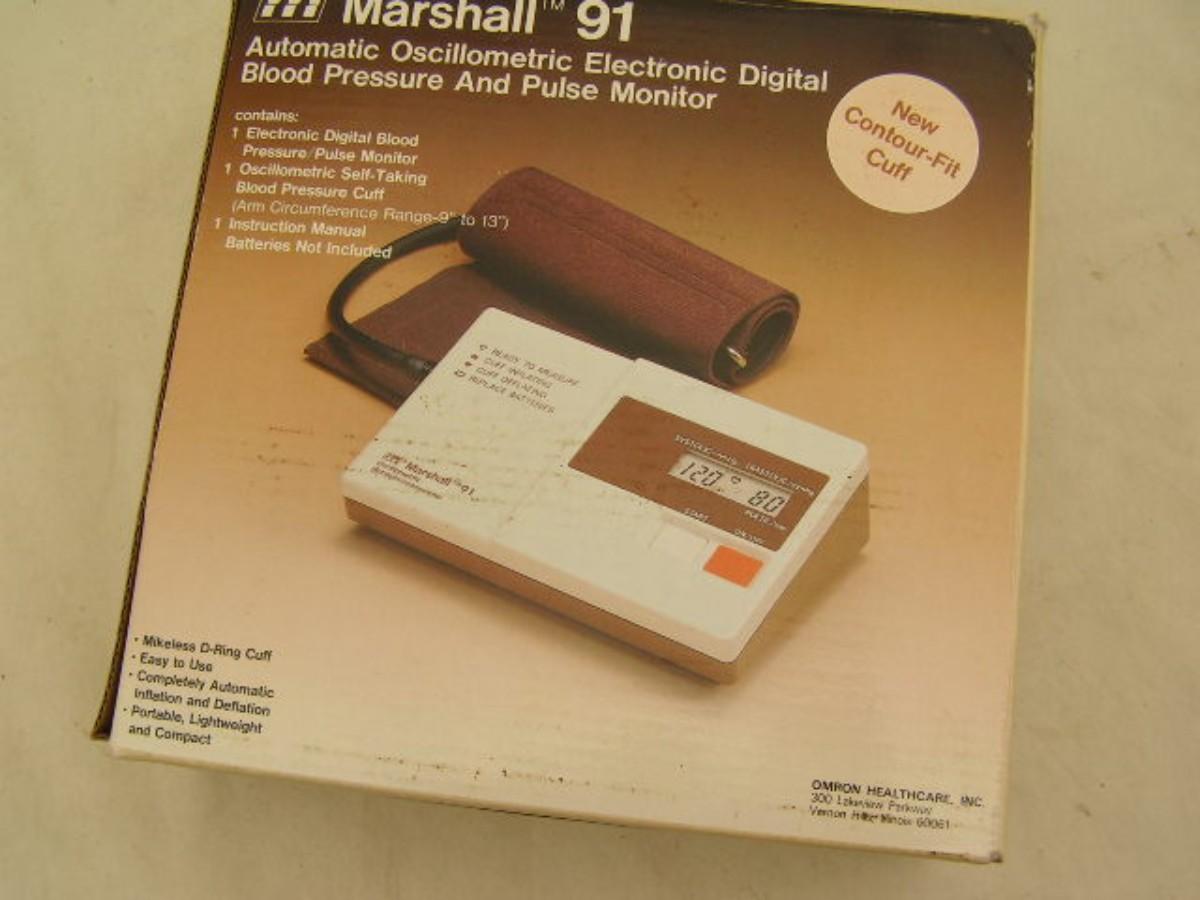 Marshall™ 91
Automatic Oscillometric Electronic Digital
Blood Pressure And Pulse Monitor
New
Contour-Fit
Cuff
contains:
1 Electronic Digital Blood
Pressure/Pulse Monitor
1 Oscillometric Self-Taking
Blood Pressure Cuff
(Arm Circumference Range-9" to 13")
1 Instruction Manual
Batteries Not Included
READY TO MEASURE
CUFF INFLATING
CUFF DEFLATING
REPLACE BATTERIES
120 80
START
Marshall™ 91
· Mikeless D-Ring Cuff
· Easy to Use
· Completely Automatic
Inflation and Deflation
· Portable, Lightweight
and Compact
OMRON HEALTHCARE, INC.
300 Lakeview Parkway
Vernon Illinois 60061